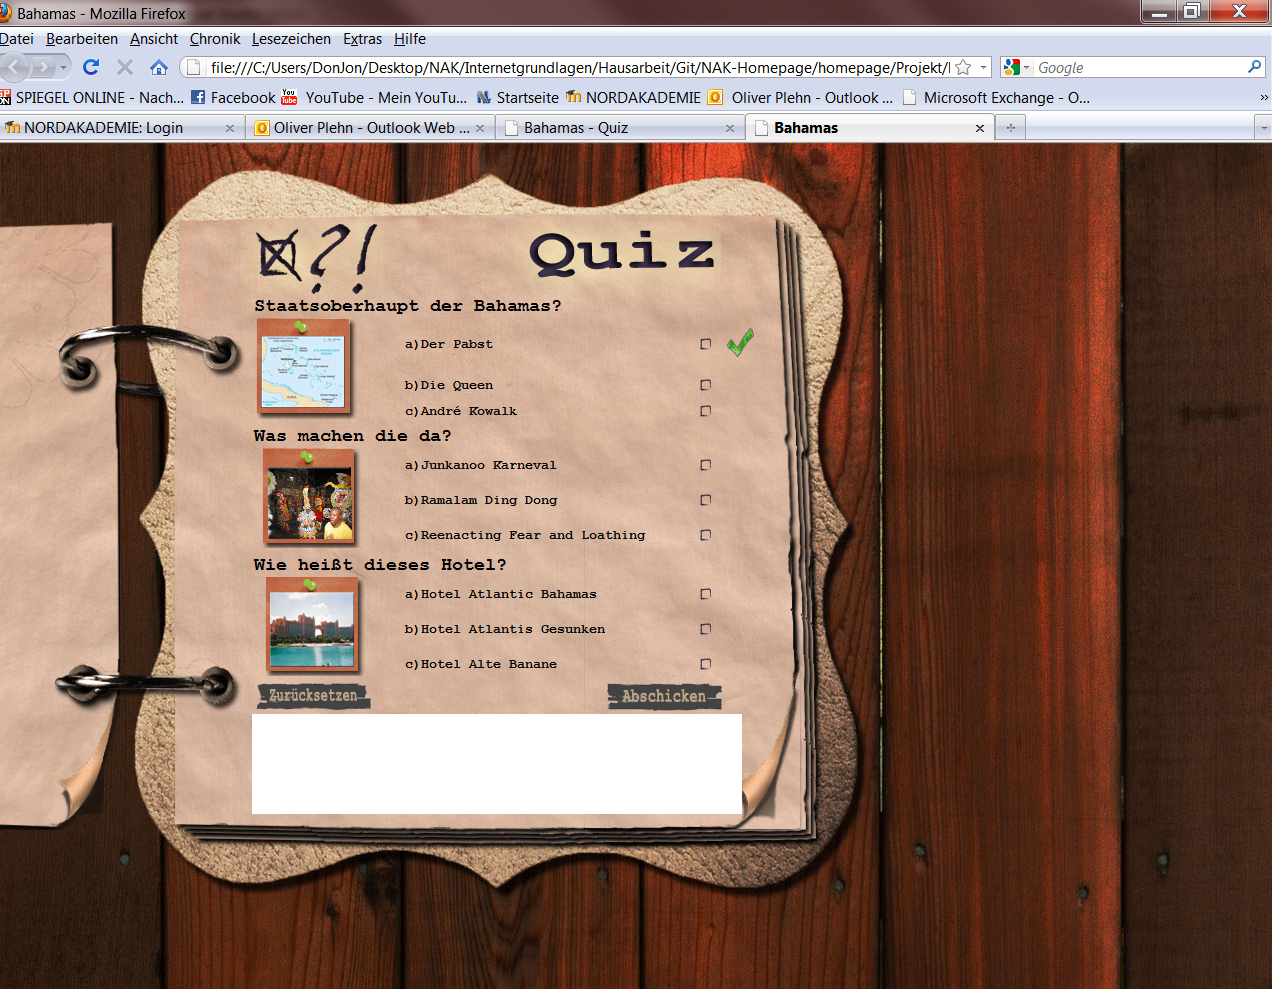 Bahamas - Mozilla Firefox
Datei Bearbeiten Ansicht Chronik Lesezeichen Extras Hilfe
file:///C:/Users/DonJon/Desktop/NAK/Internetgrundlagen/Hausarbeit/Git/NAK-Homepage/homepage/Projekt/ Google
SPIEGEL ONLINE - Nach... Facebook YouTube - Mein YouTu... Startseite NORDAKADEMIE Oliver Plehn - Outlook ... Microsoft Exchange - O... »
NORDAKADEMIE: Login Oliver Plehn - Outlook Web ... Bahamas - Quiz Bahamas
?! Quiz
Staatsoberhaupt der Bahamas?
a)Der Pabst
b)Die Queen
c)André Kowalk
Was machen die da?
a)Junkanoo Karneval
b)Ramalam Ding Dong
c)Reenacting Fear and Loathing
Wie heißt dieses Hotel?
a)Hotel Atlantic Bahamas
b)Hotel Atlantis Gesunken
c)Hotel Alte Banane
Zurücksetzen Abschicken